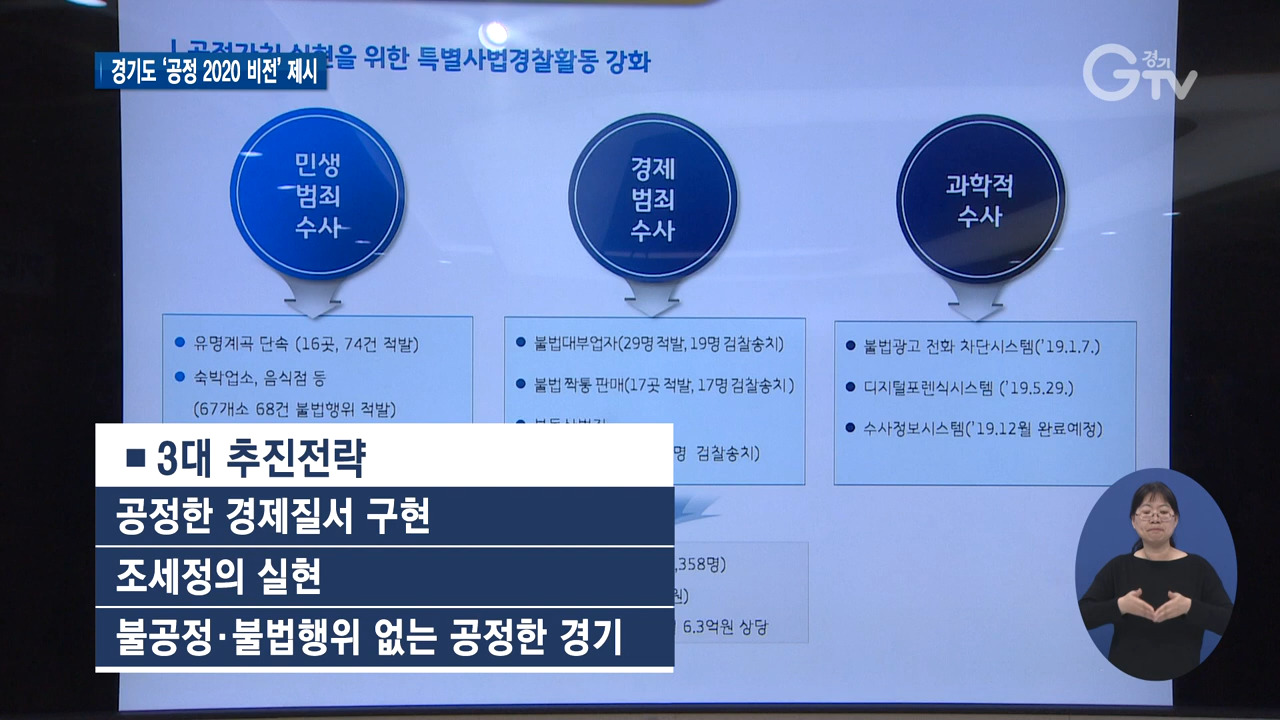 경기도 '공정 2020 비전' 제시
실현을 위한 특별사법경찰활동 강화
G경기TV
민생
범죄
수사
경제
범죄
수사
과학적
수사
● 유명계곡 단속 (16곳, 74건 적발)
● 숙박업소, 음식점 등
(67개소 68건 불법행위 적발)
● 불법대부업자(29명 적발, 19명 검찰송치)
● 불법 짝퉁 판매(17곳 적발, 17명 검찰송치)
명 검찰송치)
● 불법광고 전화 차단시스템('19.1.7.)
● 디지털포렌식시스템 ('19.5.29.)
● 수사정보시스템('19.12월 완료예정)
,358명)
원)
6.3억원 상당
■ 3대 추진전략
공정한 경제질서 구현
조세정의 실현
불공정·불법행위 없는 공정한 경기